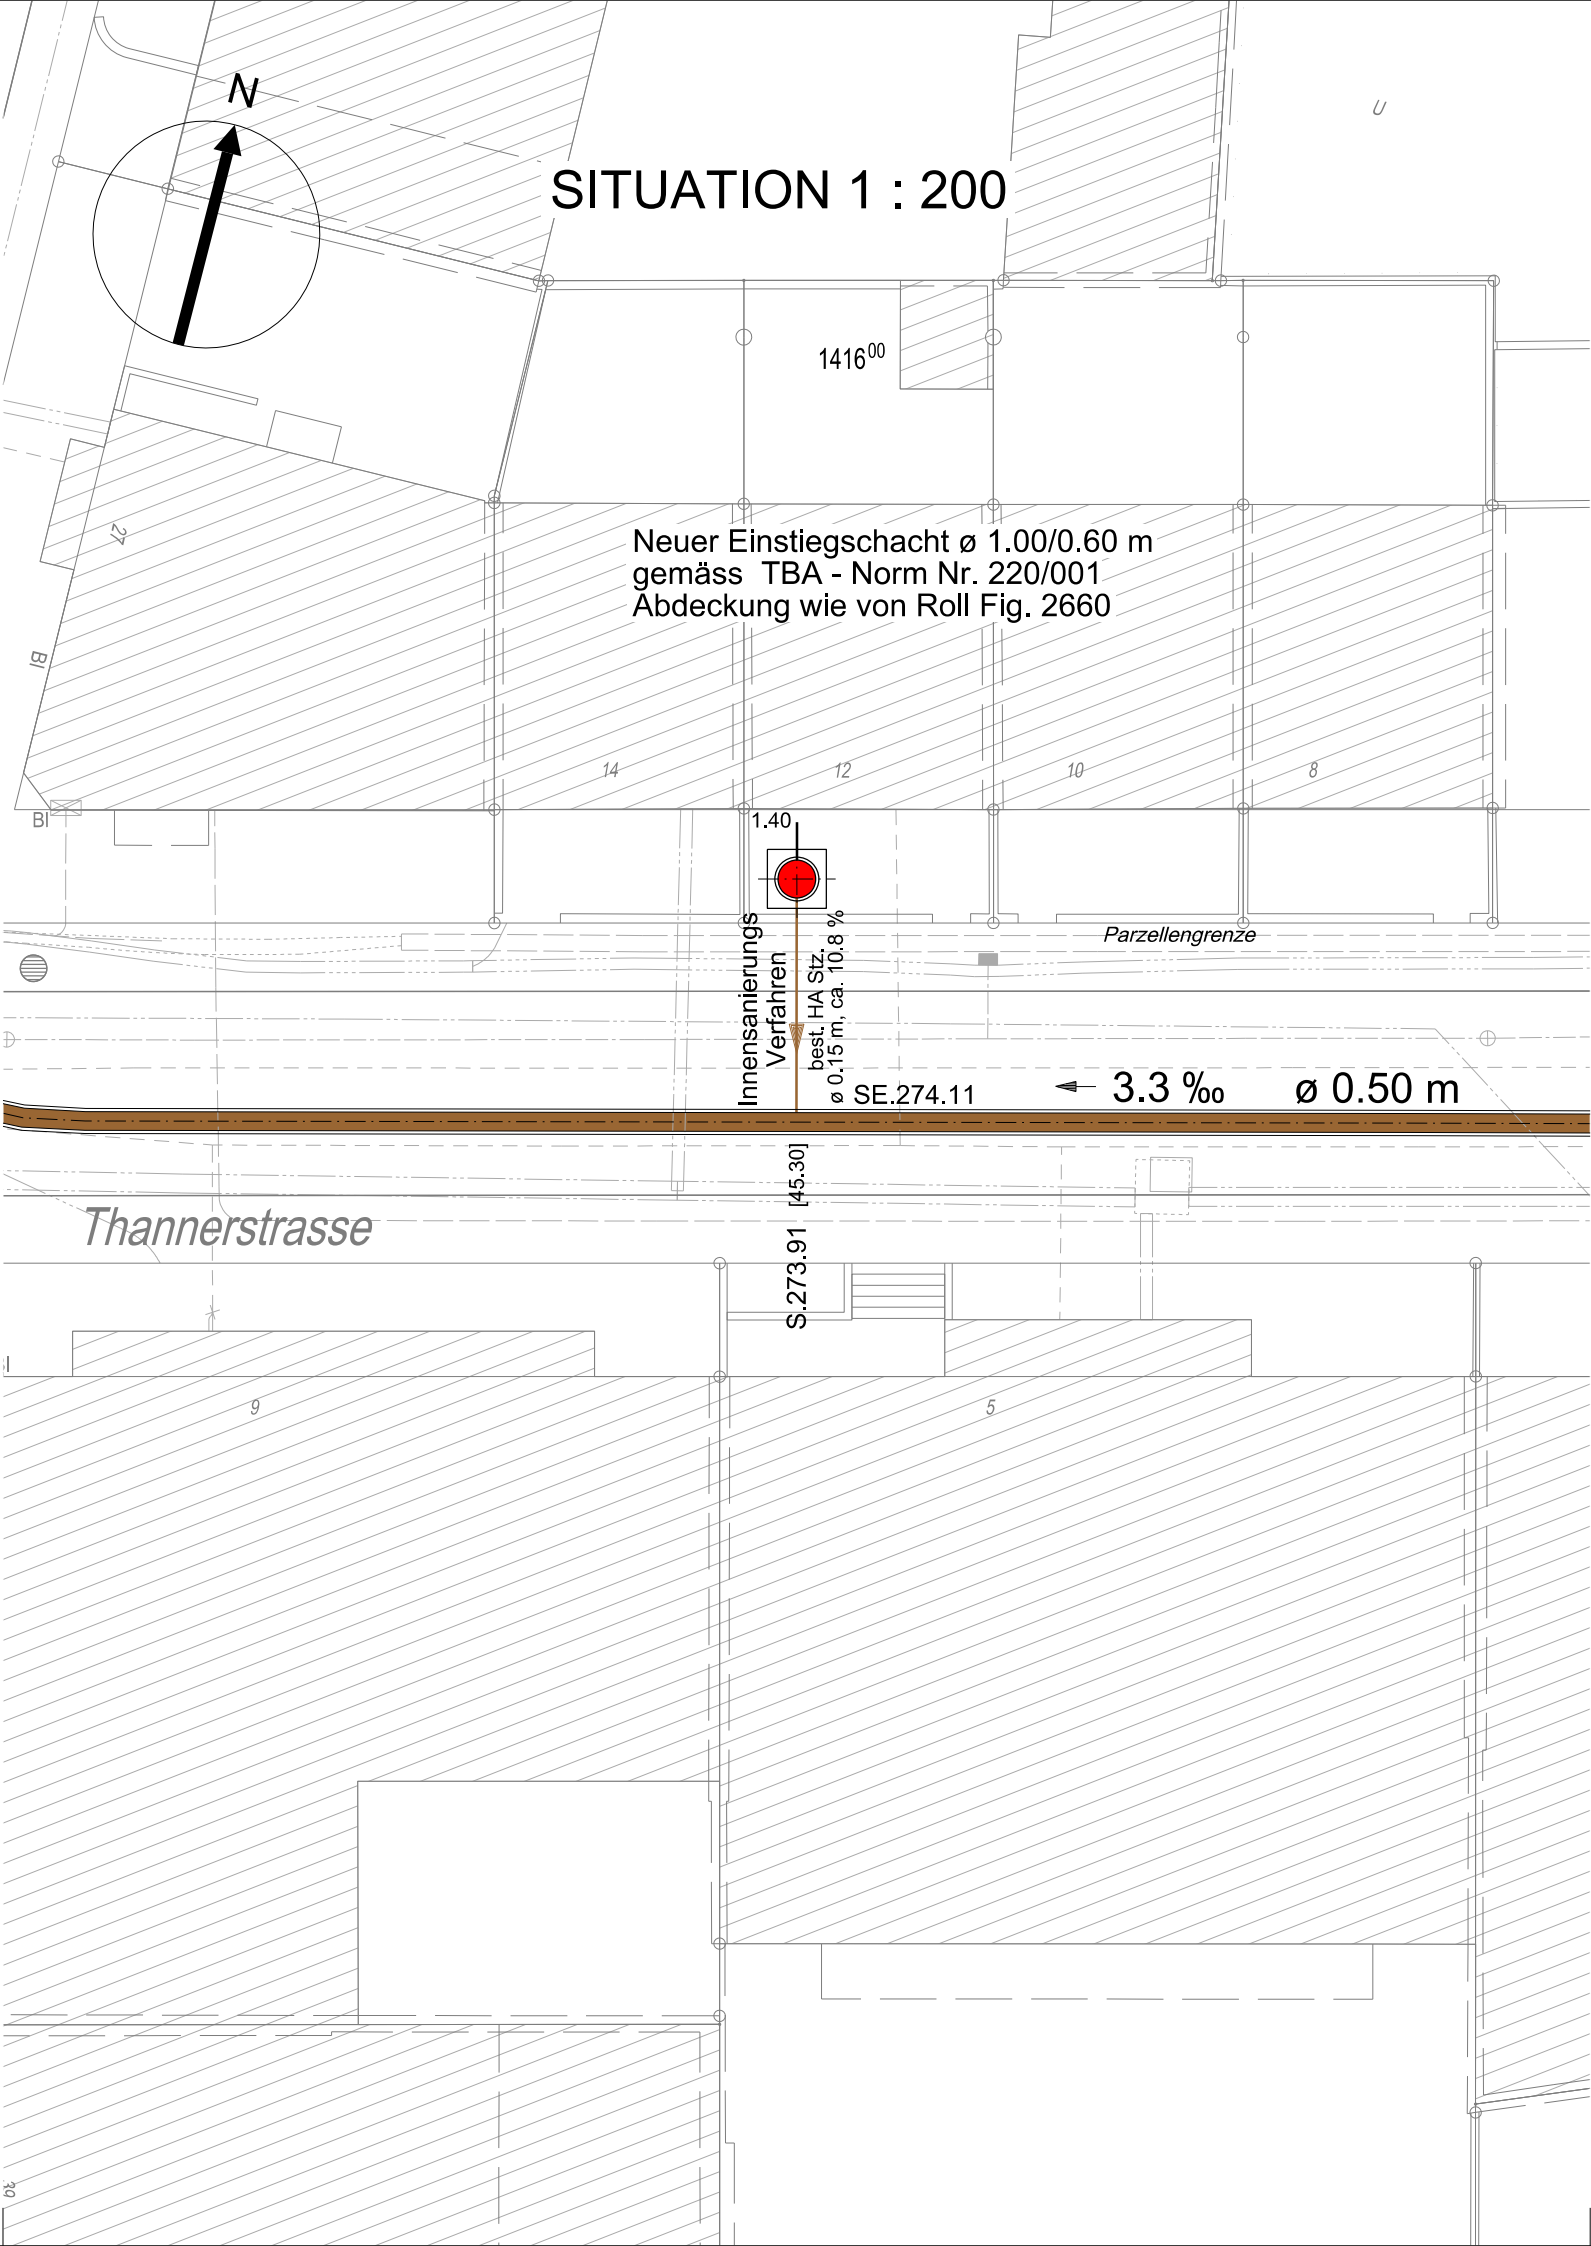 N
U
SITUATION 1 : 200
1416⁰⁰
27
Neuer Einstiegschacht ø 1.00/0.60 m
gemäss TBA - Norm Nr. 220/001
Abdeckung wie von Roll Fig. 2660
BI
14
12
10
8
BI
1.40
Parzellengrenze
Innensanierungs
Verfahren
best. HA Stz.
ø 0.15 m, ca. 10.8 %
SE.274.11
3.3 ‰
ø 0.50 m
S.273.91 [45.30]
Thannerstrasse
9
5